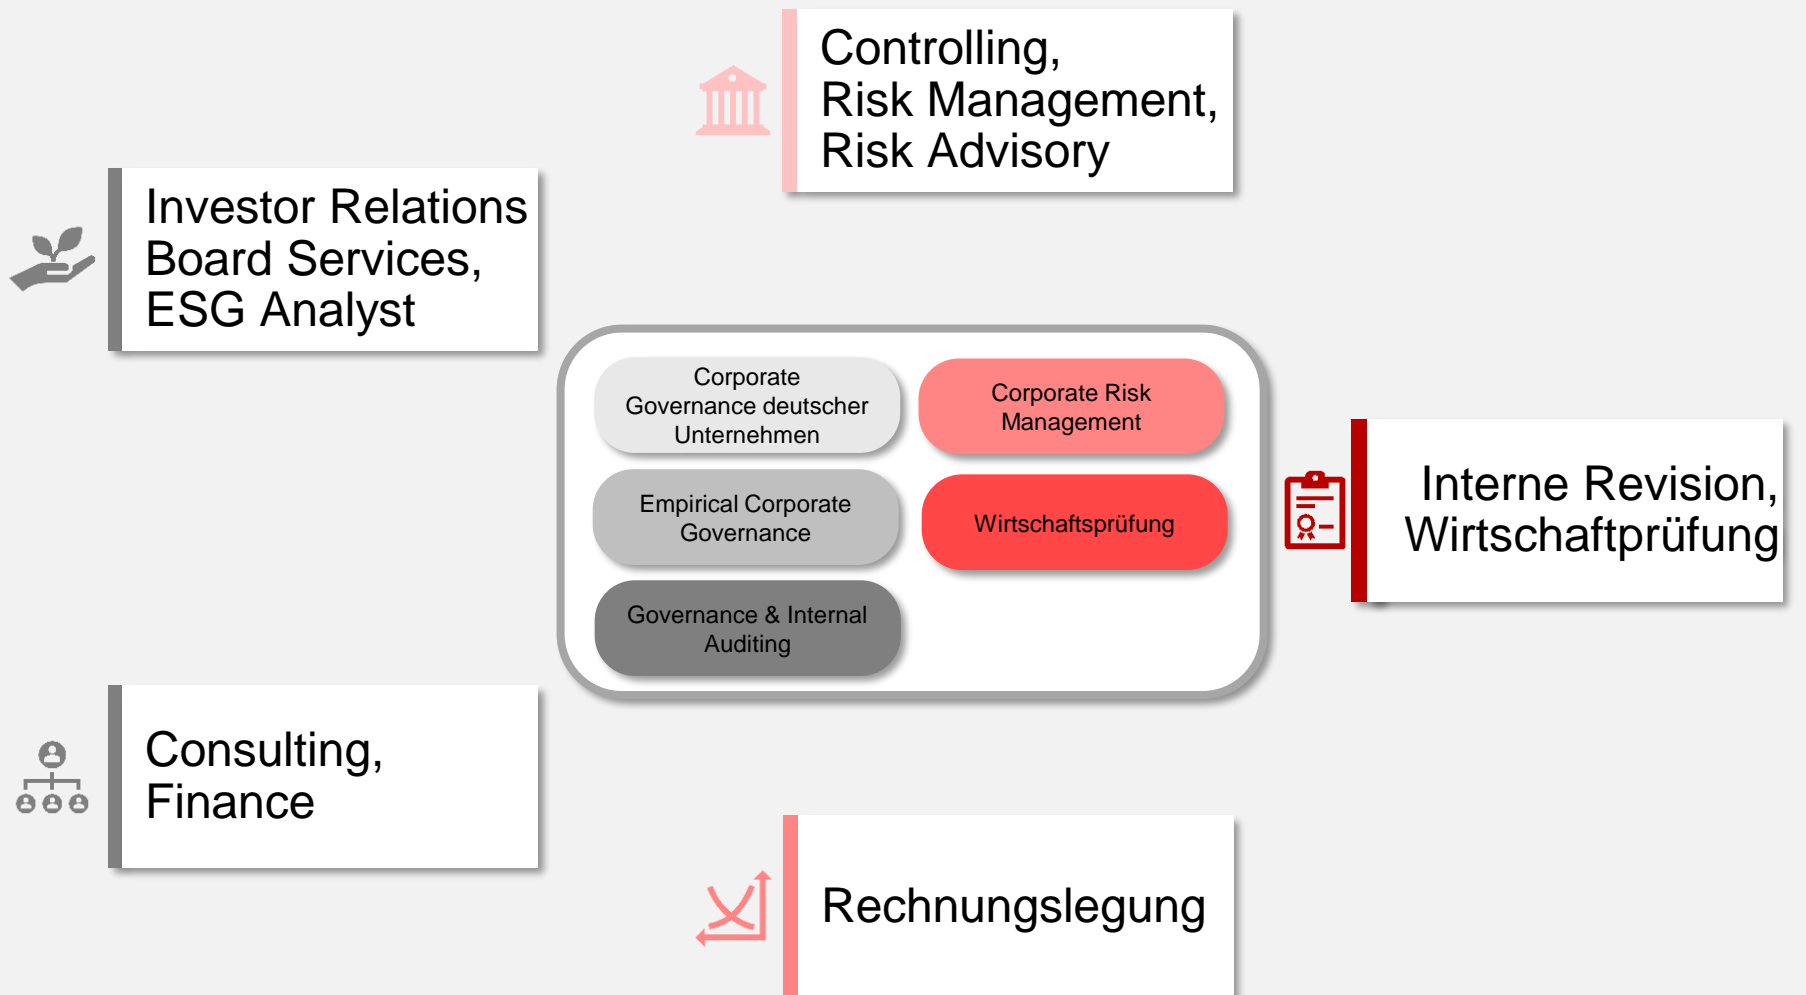 Controlling,
Risk Management,
Risk Advisory
Investor Relations
Board Services,
ESG Analyst
Corporate
Governance deutscher
Unternehmen
Corporate Risk
Management
Empirical Corporate
Governance
Wirtschaftsprüfung
Governance & Internal
Auditing
Interne Revision,
Wirtschaftprüfung
Consulting,
Finance
Rechnungslegung